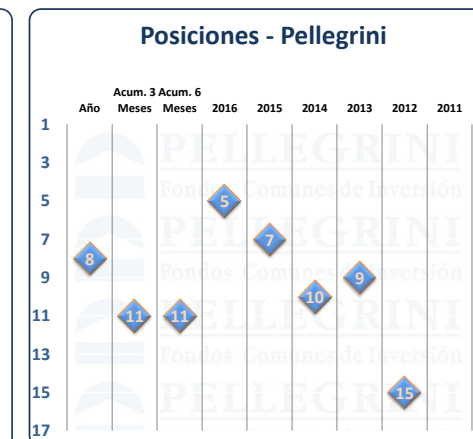 Posiciones - Pellegrini
Acum. 3 Acum. 6
Año Meses Meses 2016 2015 2014 2013 2012 2011
1
3
5
5
7
7
8
9
9
10
11
11
11
13
15
15
17
PELLEGRINI
Fondos Comunes de Inversión
PELLEGRINI
Fondos Comunes de Inversión
PELLEGRINI
Fondos Comunes de Inversión
PELLEGRINI